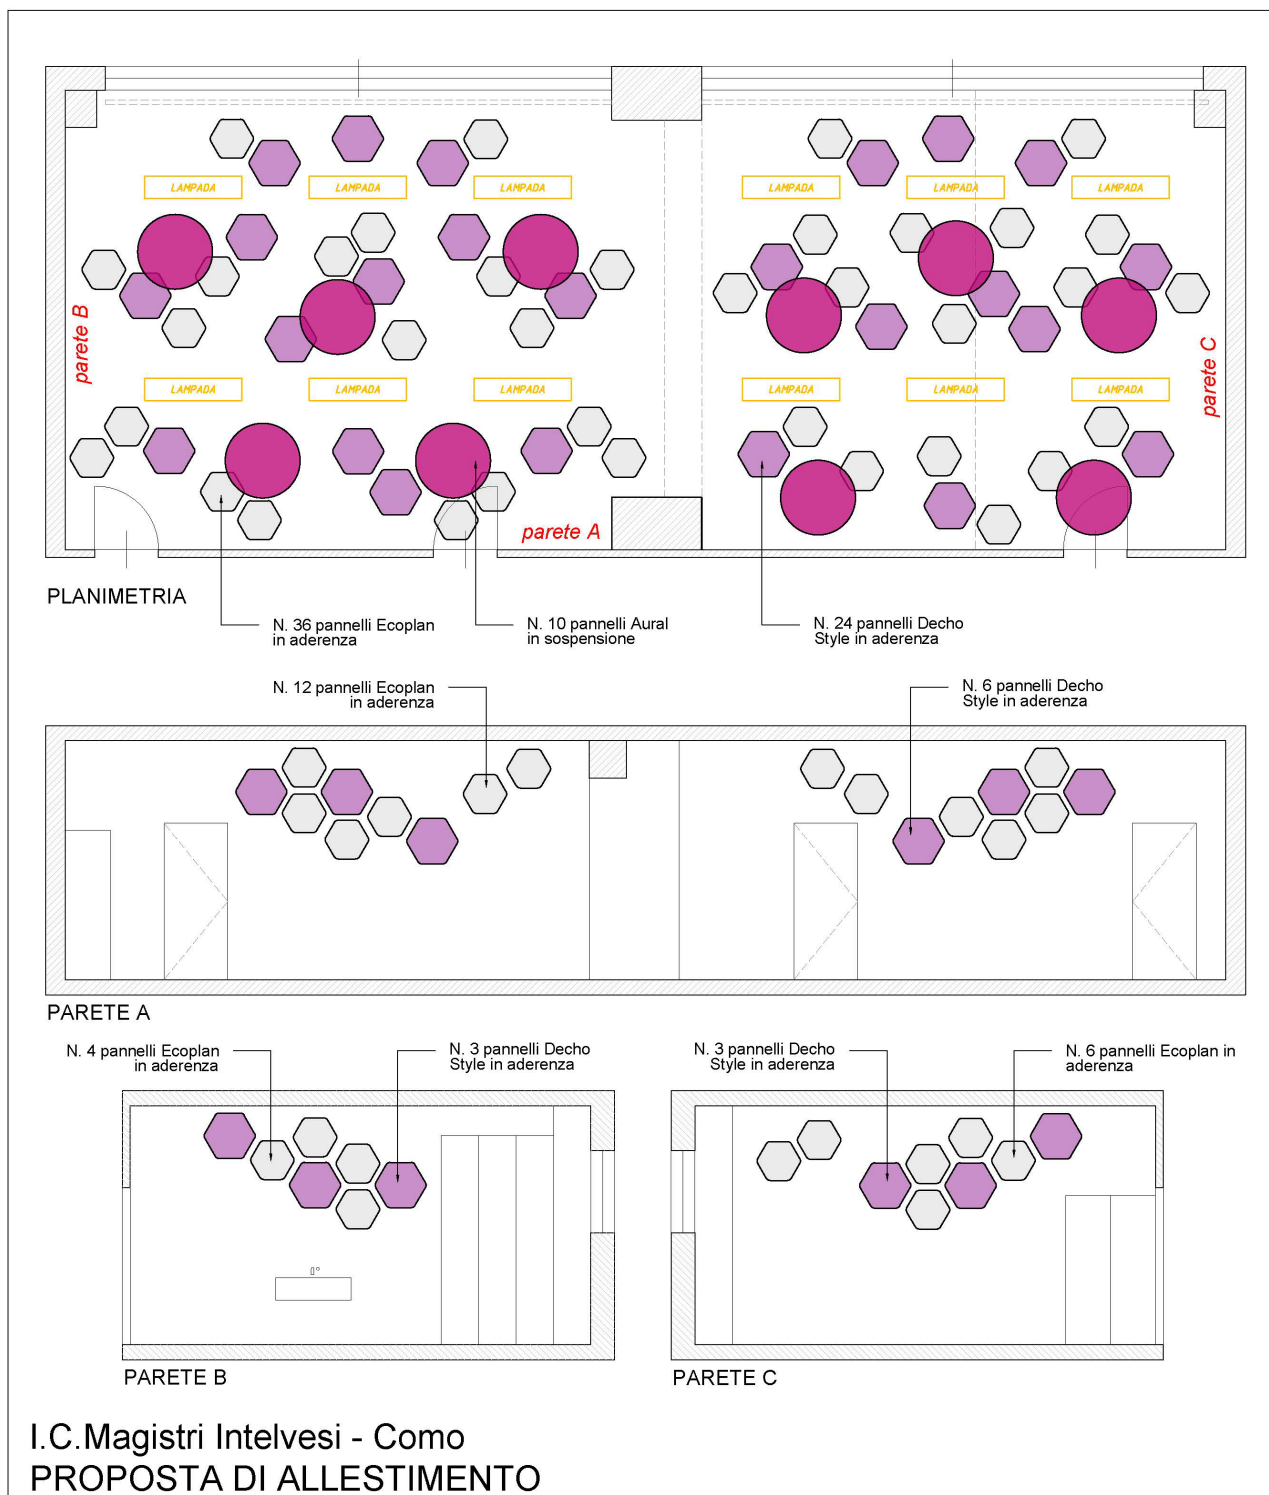 LAMPADA LAMPADA LAMPADA LAMPADA LAMPADA LAMPADA
parete B
parete C
LAMPADA LAMPADA LAMPADA LAMPADA LAMPADA LAMPADA
parete A
PLANIMETRIA
N. 36 pannelli Ecoplan
in aderenza
N. 10 pannelli Aural
in sospensione
N. 24 pannelli Decho
Style in aderenza
N. 12 pannelli Ecoplan
in aderenza
N. 6 pannelli Decho
Style in aderenza
PARETE A
N. 4 pannelli Ecoplan
in aderenza
N. 3 pannelli Decho
Style in aderenza
N. 3 pannelli Decho
Style in aderenza
N. 6 pannelli Ecoplan in
aderenza
PARETE B
PARETE C
I.C.Magistri Intelvesi - Como
PROPOSTA DI ALLESTIMENTO